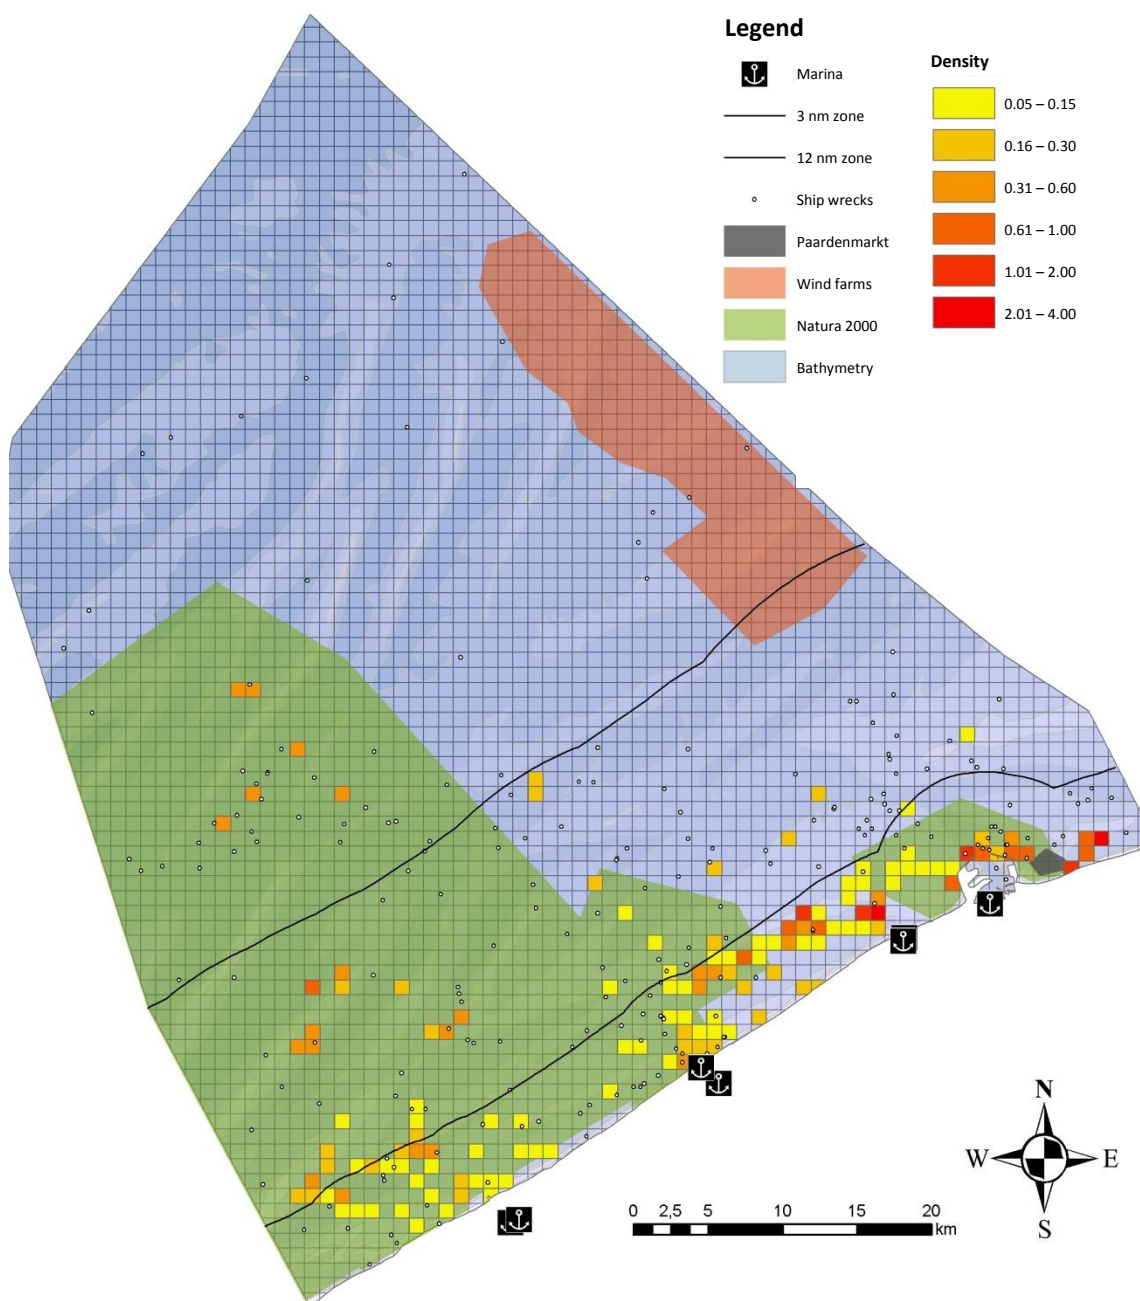 Legend
Marina
3 nm zone
12 nm zone
Ship wrecks
Paardenmarkt
Wind farms
Natura 2000
Bathymetry
Density
0.05 – 0.15
0.16 – 0.30
0.31 – 0.60
0.61 – 1.00
1.01 – 2.00
2.01 – 4.00
N
W E
S
0 2,5 5 10 15 20
km